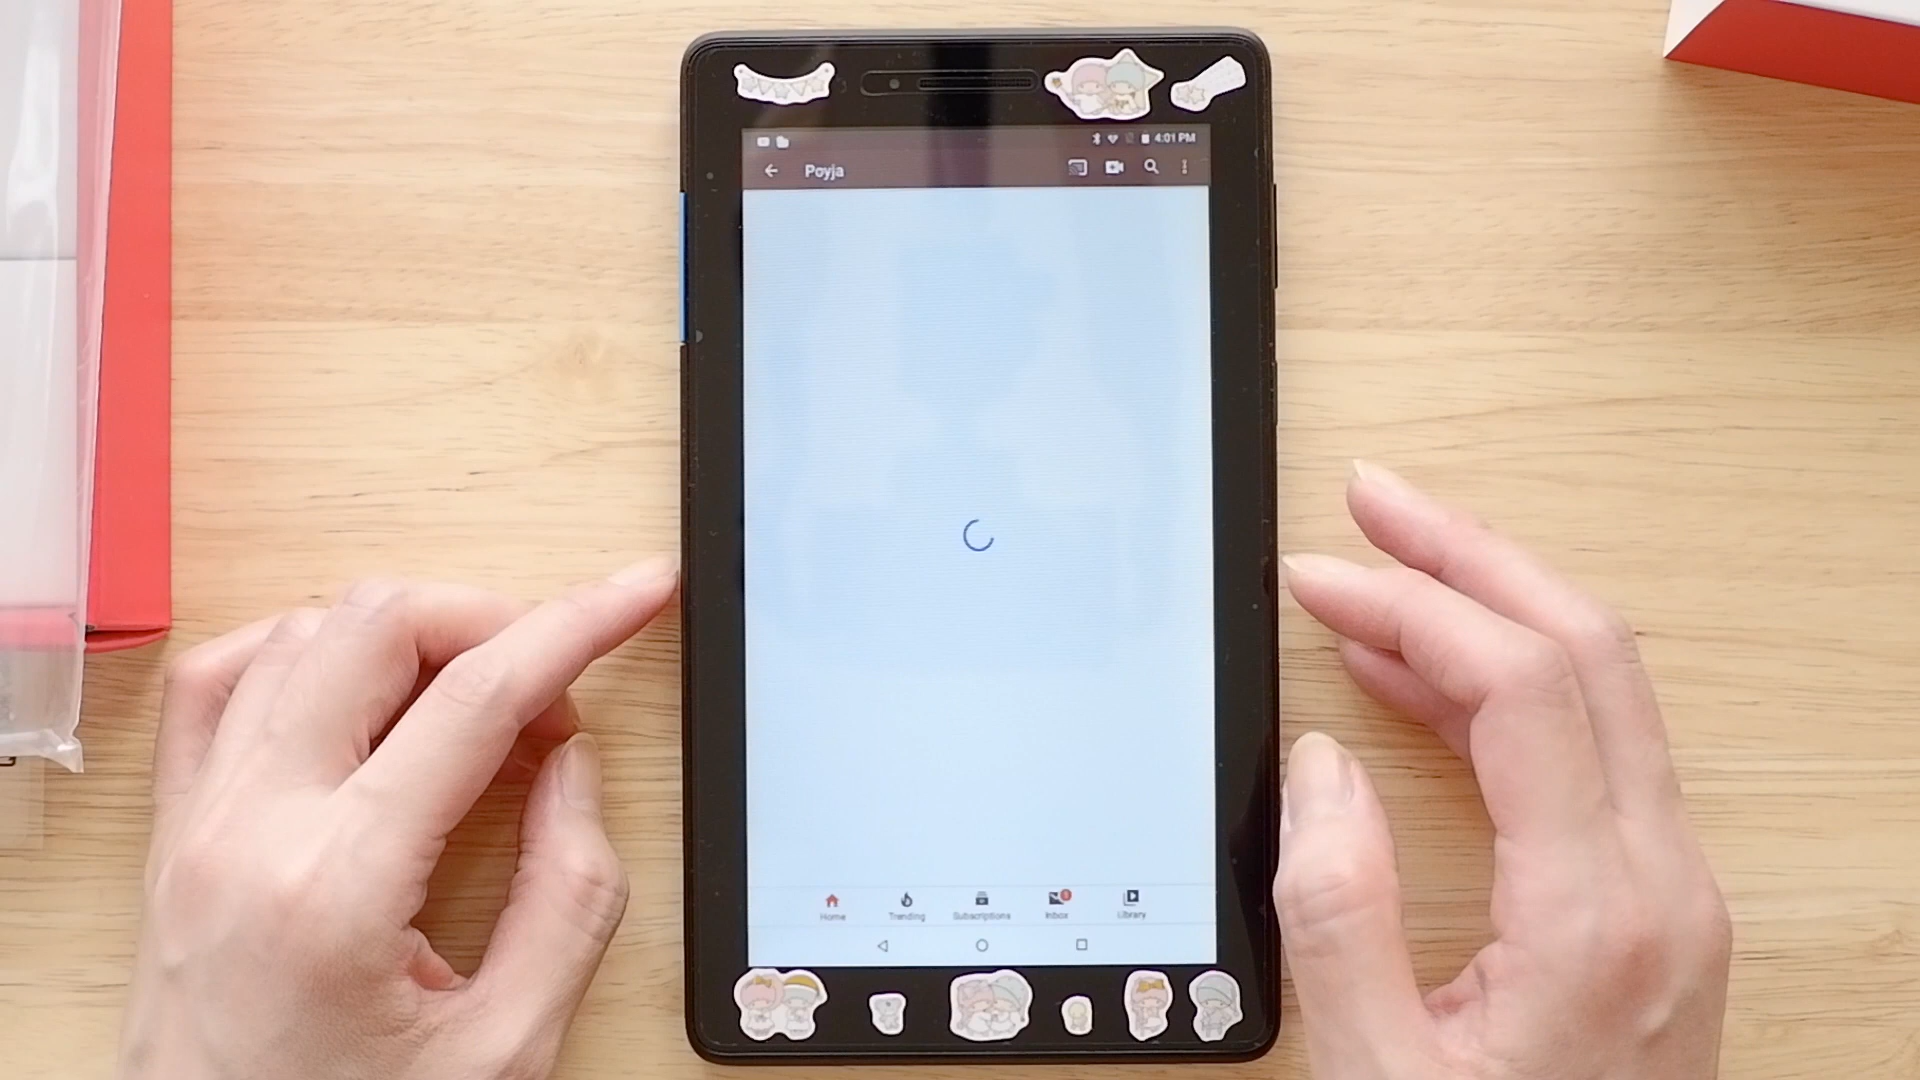 4:01 PM
Poyja
Home
Trending
Subscriptions
Inbox
Library